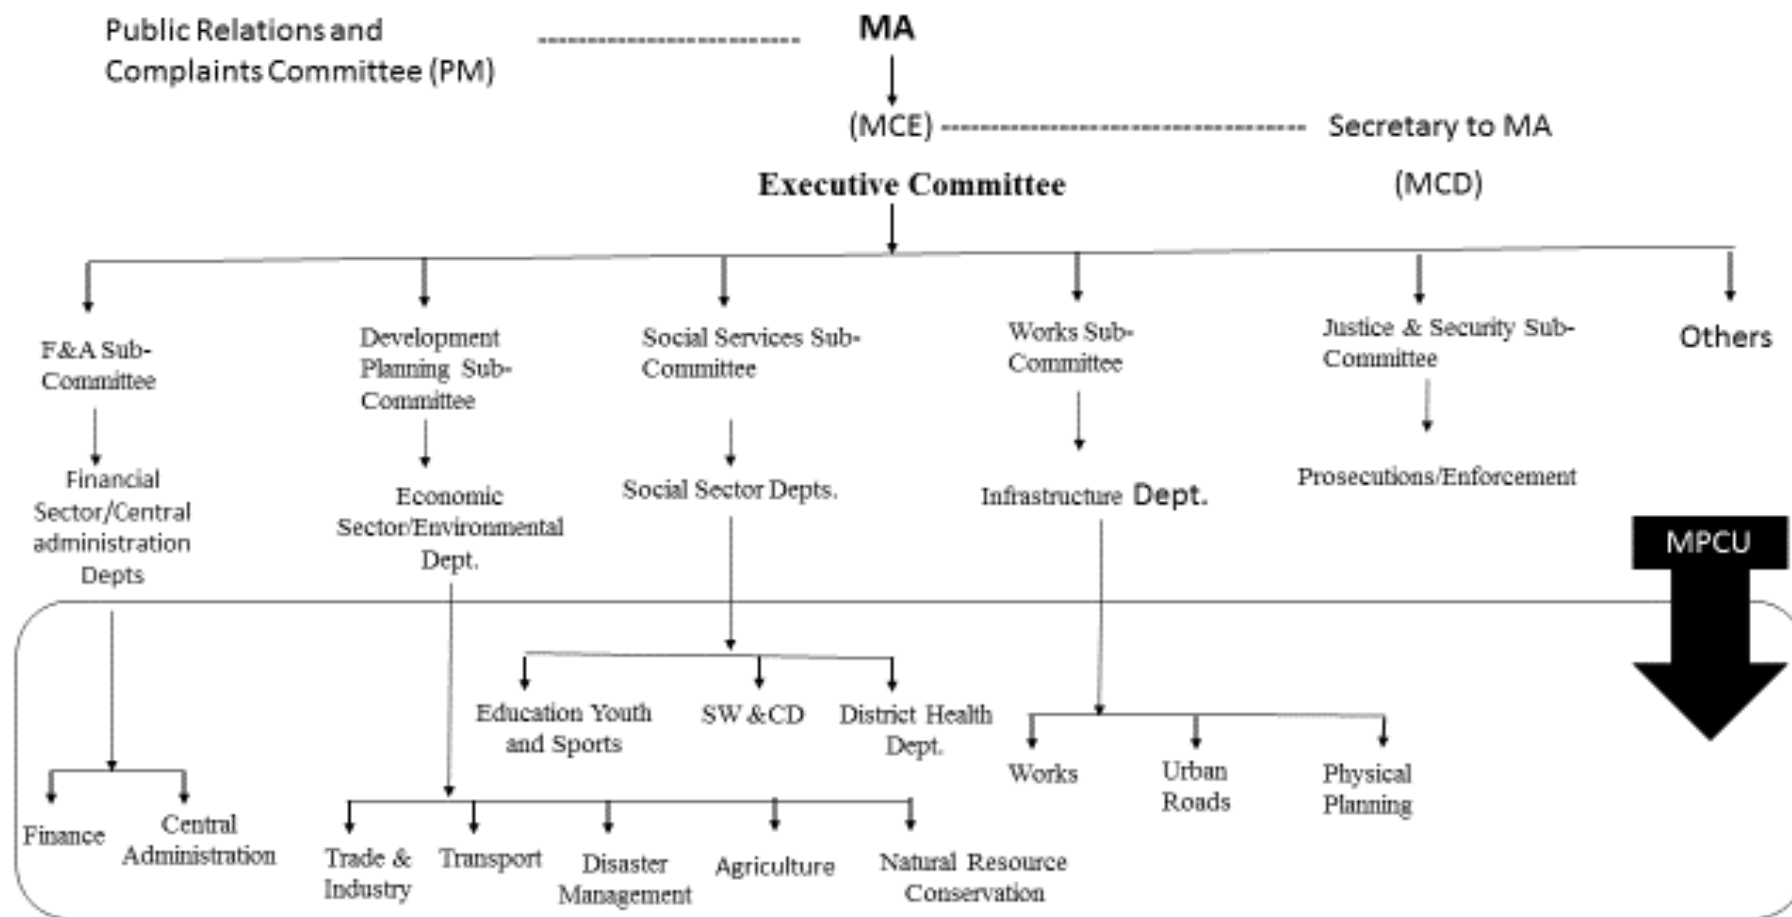 Public Relations and
Complaints Committee (PM)
MA
(MCE)
Secretary to MA
(MCD)
Executive Committee
F&A Sub-
Committee
Development
Planning Sub-
Committee
Social Services Sub-
Committee
Works Sub-
Committee
Justice & Security Sub-
Committee
Others
Financial
Sector/Central
administration
Depts
Economic
Sector/Environmental
Dept.
Social Sector Depts.
Infrastructure Dept.
Prosecutions/Enforcement
MPCU
Education Youth
and Sports
SW &CD
District Health
Dept.
Works
Urban
Roads
Physical
Planning
Finance
Central
Administration
Trade &
Industry
Transport
Disaster
Management
Agriculture
Natural Resource
Conservation